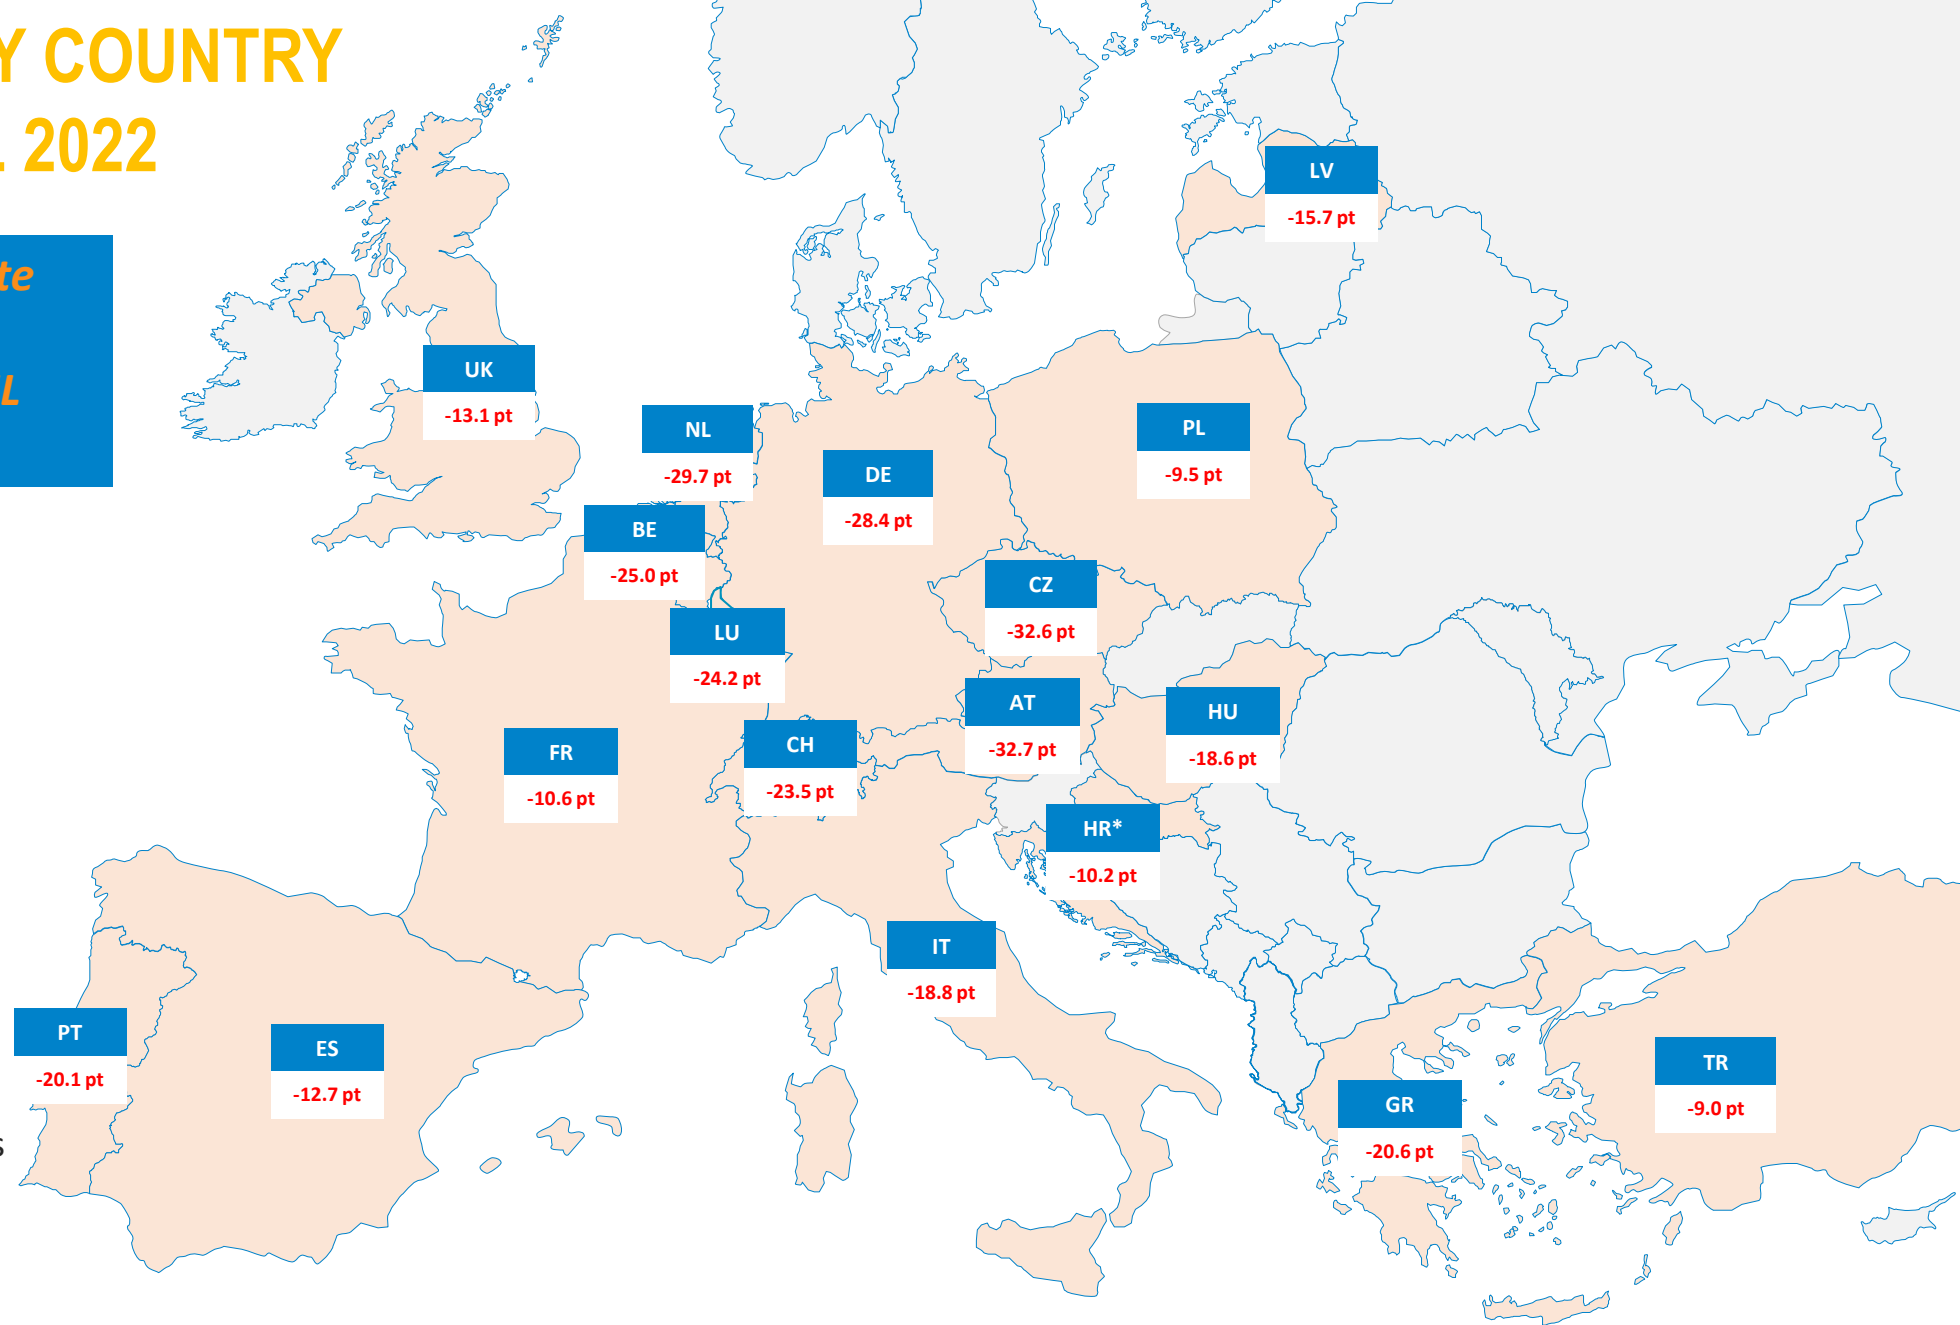 Y COUNTRY
2022
te
L
LV
-15.7 pt
UK
-13.1 pt
NL
-29.7 pt
PL
-9.5 pt
DE
-28.4 pt
BE
-25.0 pt
CZ
-32.6 pt
LU
-24.2 pt
AT
-32.7 pt
HU
-18.6 pt
CH
-23.5 pt
FR
-10.6 pt
HR*
-10.2 pt
IT
-18.8 pt
PT
-20.1 pt
ES
-12.7 pt
TR
-9.0 pt
GR
-20.6 pt
s